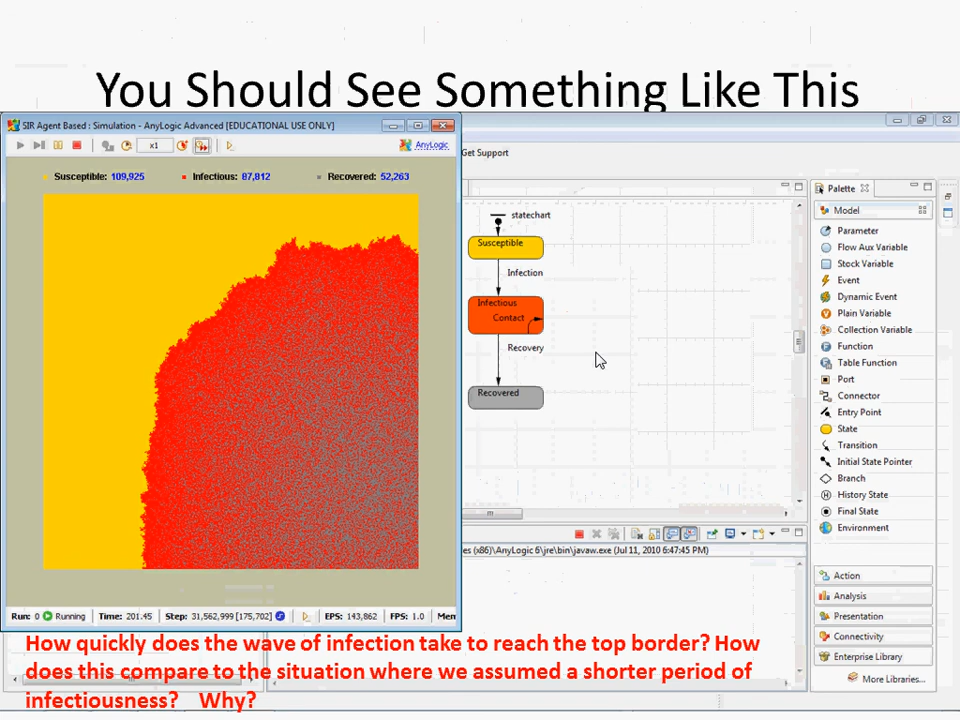 You Should See Something Like This
SIR Agent Based : Simulation - AnyLogic Advanced [EDUCATIONAL USE ONLY]
x1
AnyLogic
Get Support
Susceptible: 109,925
Infectious: 87,812
Recovered: 52,263
statechart
Susceptible
Infection
Infectious
Contact
Recovery
Recovered
Palette
Model
Parameter
Flow Aux Variable
Stock Variable
Event
Dynamic Event
Plain Variable
Collection Variable
Function
Table Function
Port
Connector
Entry Point
State
Transition
Initial State Pointer
Branch
History State
Final State
Environment
Action
Analysis
Presentation
Connectivity
Enterprise Library
More Libraries...
es (x86)\AnyLogic 6\jre\bin\javaw.exe (Jul 11, 2010 6:47:45 PM)
Run: 0 Running Time: 201.45 Step: 31,562,999 [175,702] EPS: 143,862 FPS: 1.0 Mem
How quickly does the wave of infection take to reach the top border? How
does this compare to the situation where we assumed a shorter period of
infectiousness? Why?